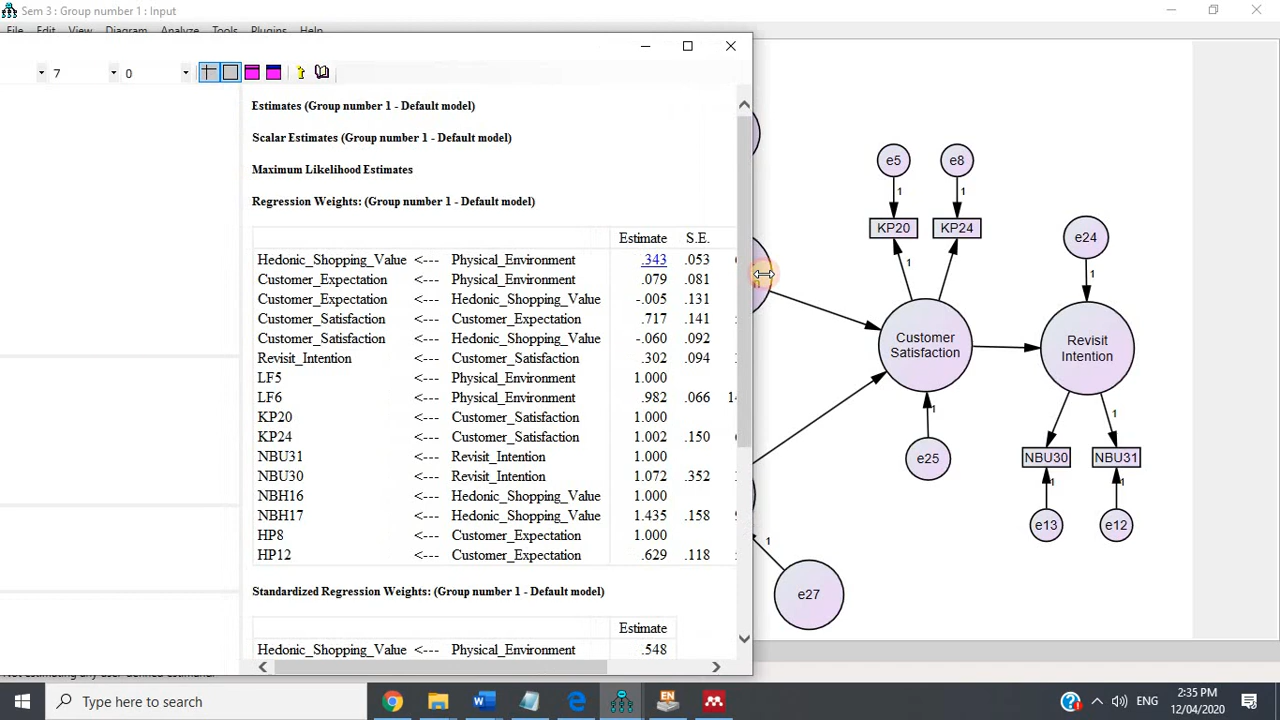 Sem 3 : Group number 1 : Input
File Edit View Diagram Analyze Tools Plugins Help
7 0
Estimates (Group number 1 - Default model)
Scalar Estimates (Group number 1 - Default model)
Maximum Likelihood Estimates
Regression Weights: (Group number 1 - Default model)
Estimate S.E.
Hedonic_Shopping_Value <--- Physical_Environment .343 .053
Customer_Expectation <--- Physical_Environment .079 .081
Customer_Expectation <--- Hedonic_Shopping_Value -.005 .131
Customer_Satisfaction <--- Customer_Expectation .717 .141
Customer_Satisfaction <--- Hedonic_Shopping_Value -.060 .092
Revisit_Intention <--- Customer_Satisfaction .302 .094
LF5 <--- Physical_Environment 1.000
LF6 <--- Physical_Environment .982 .066
KP20 <--- Customer_Satisfaction 1.000
KP24 <--- Customer_Satisfaction 1.002 .150
NBU31 <--- Revisit_Intention 1.000
NBU30 <--- Revisit_Intention 1.072 .352
NBH16 <--- Hedonic_Shopping_Value 1.000
NBH17 <--- Hedonic_Shopping_Value 1.435 .158
HP8 <--- Customer_Expectation 1.000
HP12 <--- Customer_Expectation .629 .118
Standardized Regression Weights: (Group number 1 - Default model)
Estimate
Hedonic_Shopping_Value <--- Physical_Environment .548
e5 e8
1 1
KP20 KP24
1
e24
1
Customer
Satisfaction
Revisit
Intention
1
e25
1
NBU30 NBU31
1 1
e13 e12
1
e27
Type here to search
EN
ENG
2:35 PM
12/04/2020